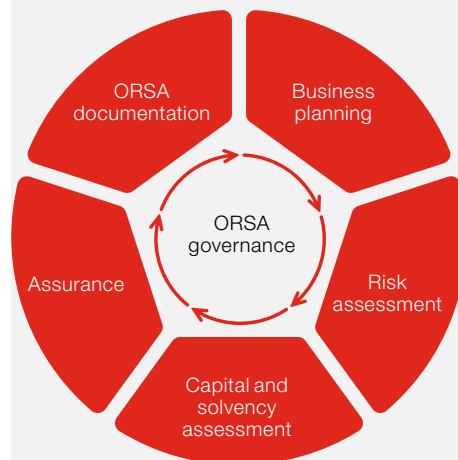 ORSA
documentation
Business
planning
ORSA
governance
Assurance
Risk
assessment
Capital and
solvency
assessment